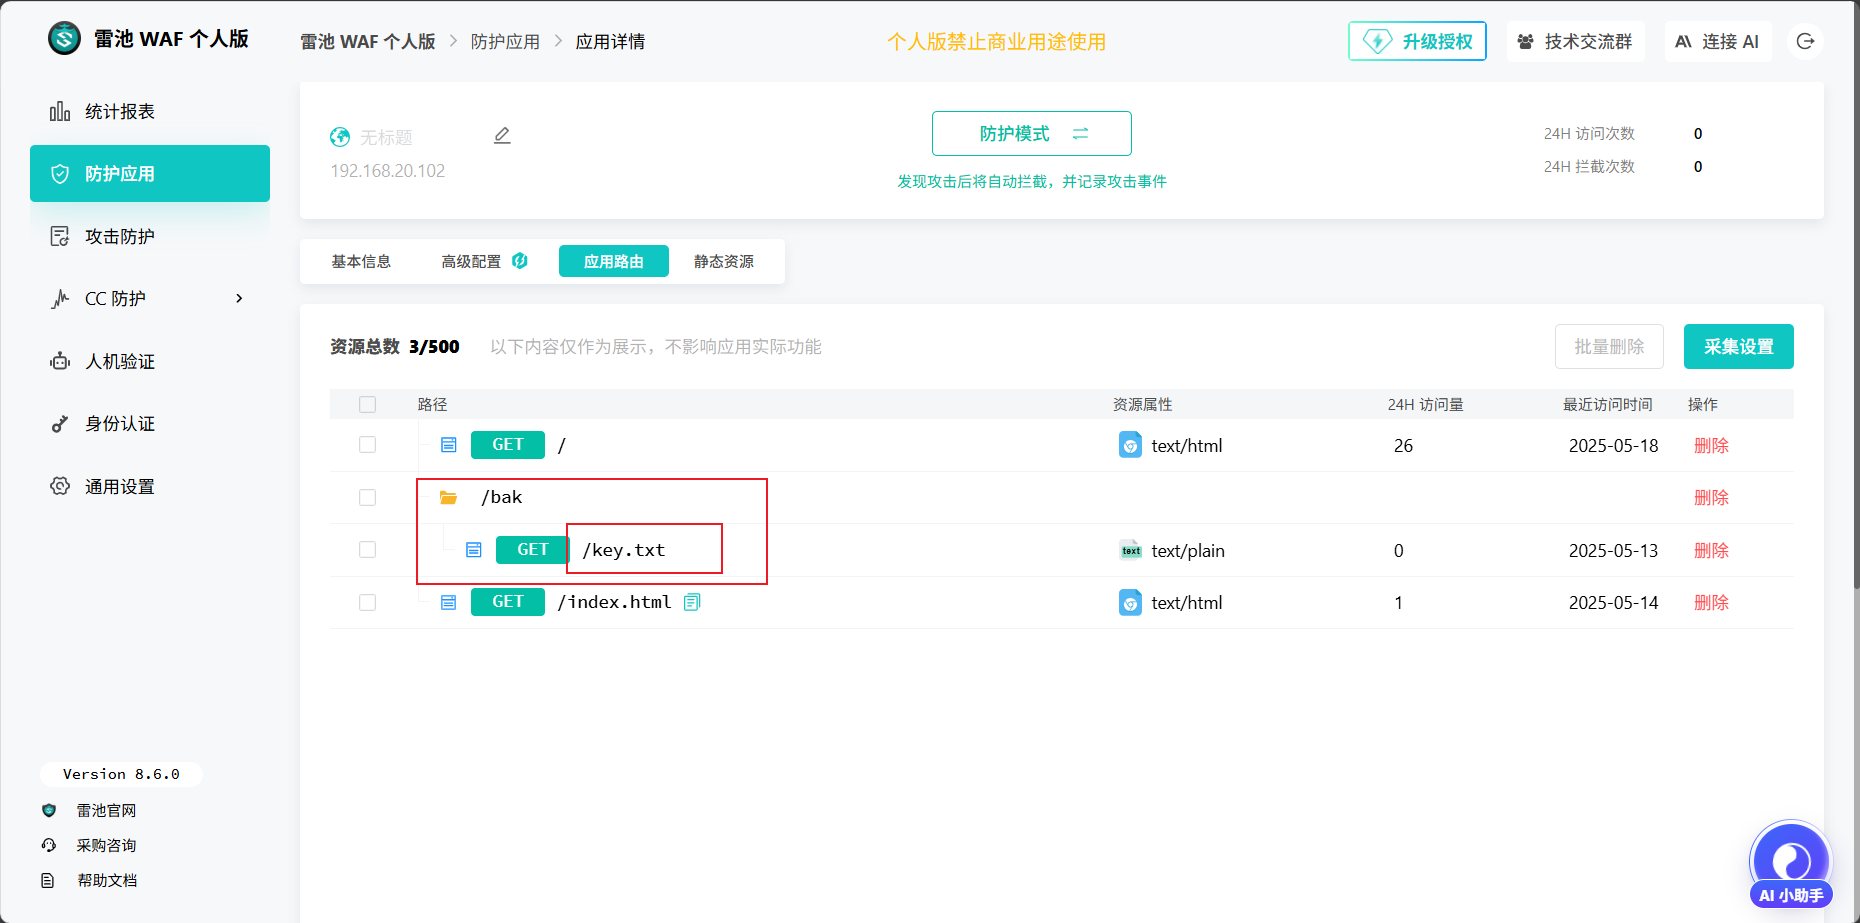 雷池 WAF 个人版
雷池 WAF 个人版 > 防护应用 > 应用详情
个人版禁止商业用途使用
升级授权
技术交流群
连接 AI
统计报表
防护应用
攻击防护
CC 防护
人机验证
身份认证
通用设置
无标题
192.168.20.102
防护模式
发现攻击后将自动拦截，并记录攻击事件
24H 访问次数 0
24H 拦截次数 0
基本信息 高级配置 应用路由 静态资源
资源总数 3/500 以下内容仅作为展示，不影响应用实际功能
批量删除 采集设置
路径 资源属性 24H 访问量 最近访问时间 操作
GET / text/html 26 2025-05-18 删除
/bak 删除
GET /key.txt text text/plain 0 2025-05-13 删除
GET /index.html text/html 1 2025-05-14 删除
Version 8.6.0
雷池官网
采购咨询
帮助文档
AI 小助手